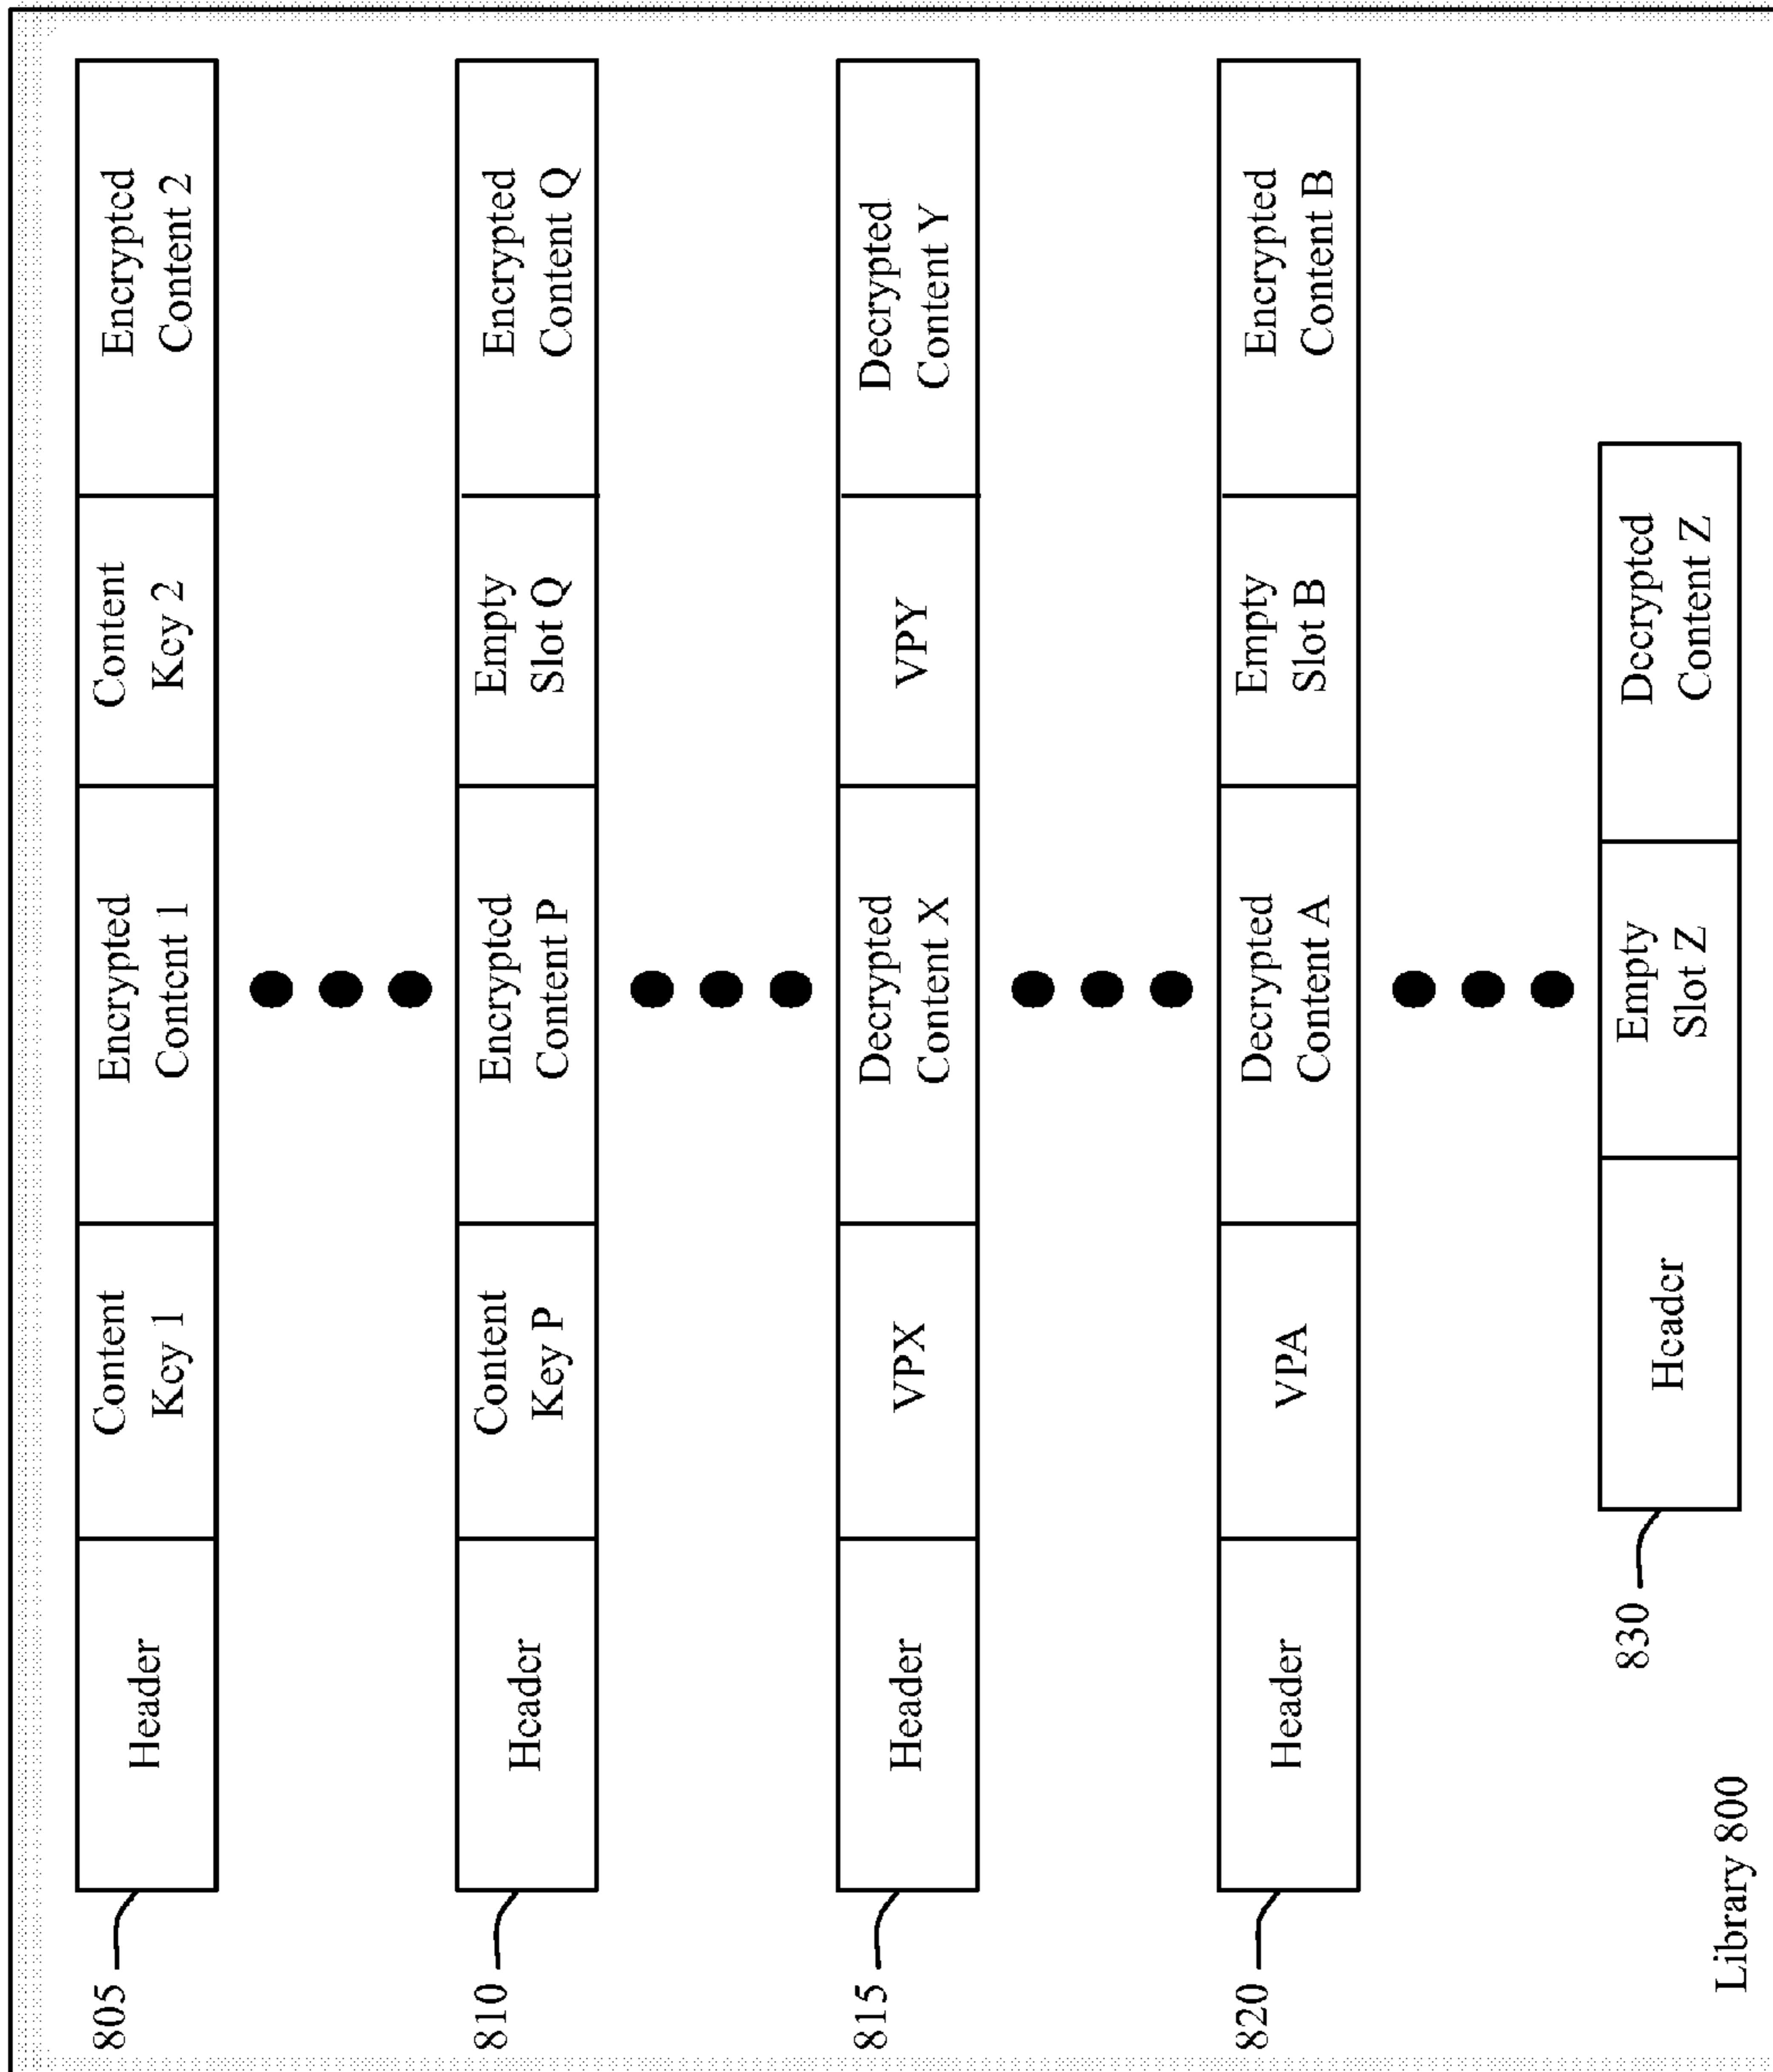 805
Header
Content
Key 1
Encrypted
Content 1
Content
Key 2
Encrypted
Content 2
810
Header
Content
Key P
Encrypted
Content P
Empty
Slot Q
Encrypted
Content Q
815
Header
VPX
Decrypted
Content X
VPY
Decrypted
Content Y
820
Header
VPA
Decrypted
Content A
Empty
Slot B
Encrypted
Content B
830
Header
Empty
Slot Z
Decrypted
Content Z
Library 800